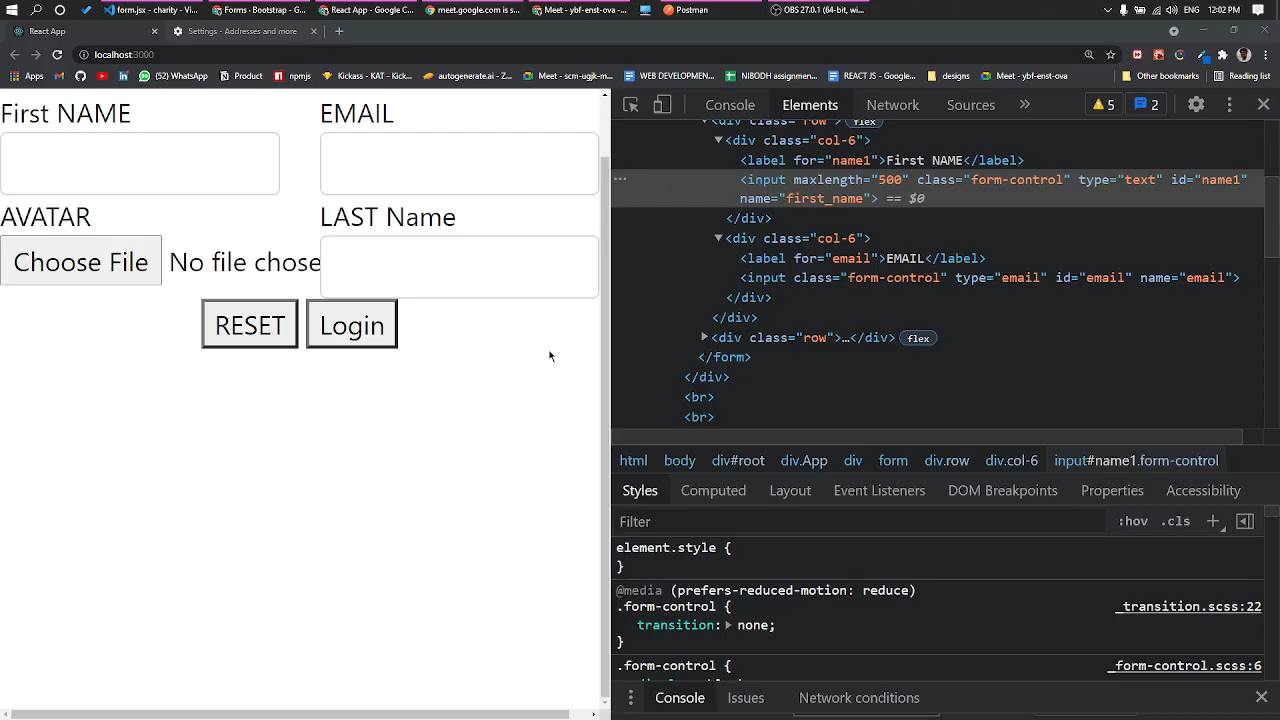 form.jsx - charity - Vi...
Forms · Bootstrap - G...
React App - Google C...
meet.google.com is s...
Meet - ybf-enst-ova ...
Postman
OBS 27.0.1 (64-bit, wi...
ENG
12:02 PM
React App
Settings - Addresses and more
localhost:3000
Apps
(52) WhatsApp
Product
npmjs
Kickass - KAT - Kick...
autogenerate.ai - Z...
Meet - scm-ugjk-z...
WEB DEVELOPMEN...
NIBODH assignment...
REACT JS - Google...
designs
Meet - ybf-enst-ova
Other bookmarks
Reading list
First NAME
EMAIL
AVATAR
LAST Name
Choose File
No file chose
RESET
Login
Console
Elements
Network
Sources
»
5
2
<div class="row"> flex
<div class="col-6">
<label for="name1">First NAME</label>
<input maxlength="500" class="form-control" type="text" id="name1"
name="first_name"> == $0
</div>
<div class="col-6">
<label for="email">EMAIL</label>
<input class="form-control" type="email" id="email" name="email">
</div>
</div>
<div class="row">…</div> flex
</form>
</div>
<br>
<br>
html
body
div#root
div.App
div
form
div.row
div.col-6
input#name1.form-control
Styles
Computed
Layout
Event Listeners
DOM Breakpoints
Properties
Accessibility
Filter
:hov
.cls
element.style {
}
@media (prefers-reduced-motion: reduce)
.form-control {
_transition.scss:22
transition: none;
}
.form-control {
_form-control.scss:6
Console
Issues
Network conditions